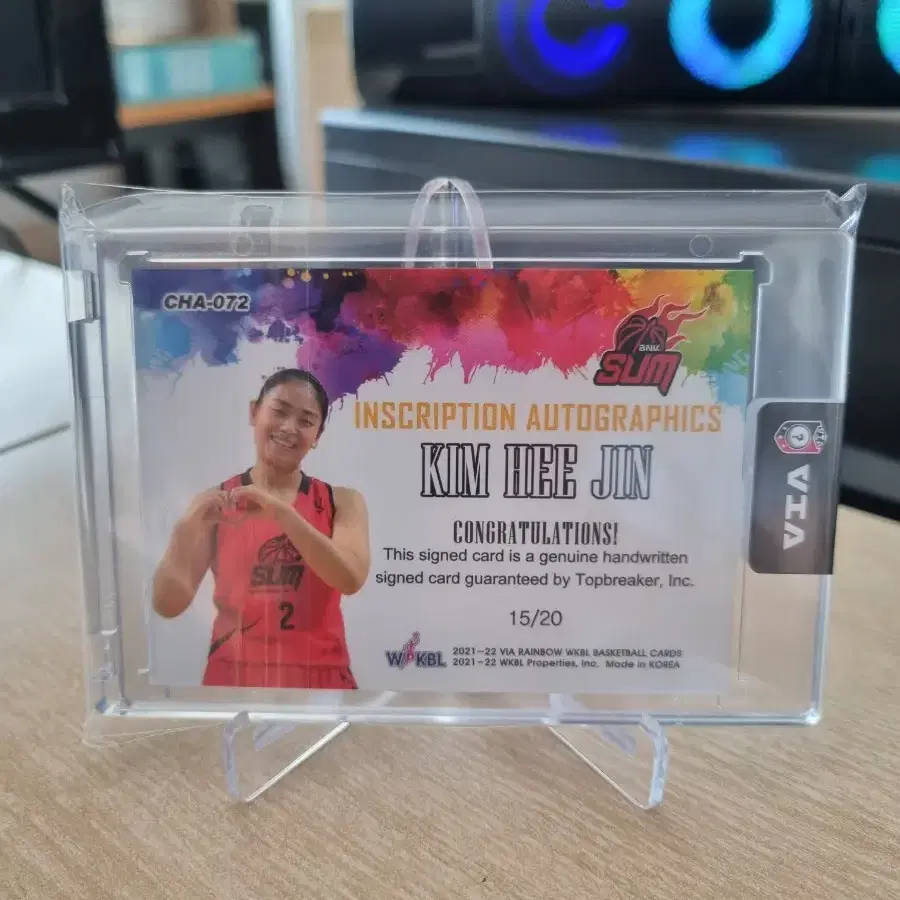 CHA-072
BNK
SUM
INSCRIPTION AUTOGRAPHICS
KIM HEE JIN
CONGRATULATIONS!
This signed card is a genuine handwritten
signed card guaranteed by Topbreaker, Inc.
15/20
WKBL
2021-22 VIA RAINBOW WKBL BASKETBALL CARDS
2021-22 WKBL Properties, Inc. Made in KOREA
SUM
2
VIA